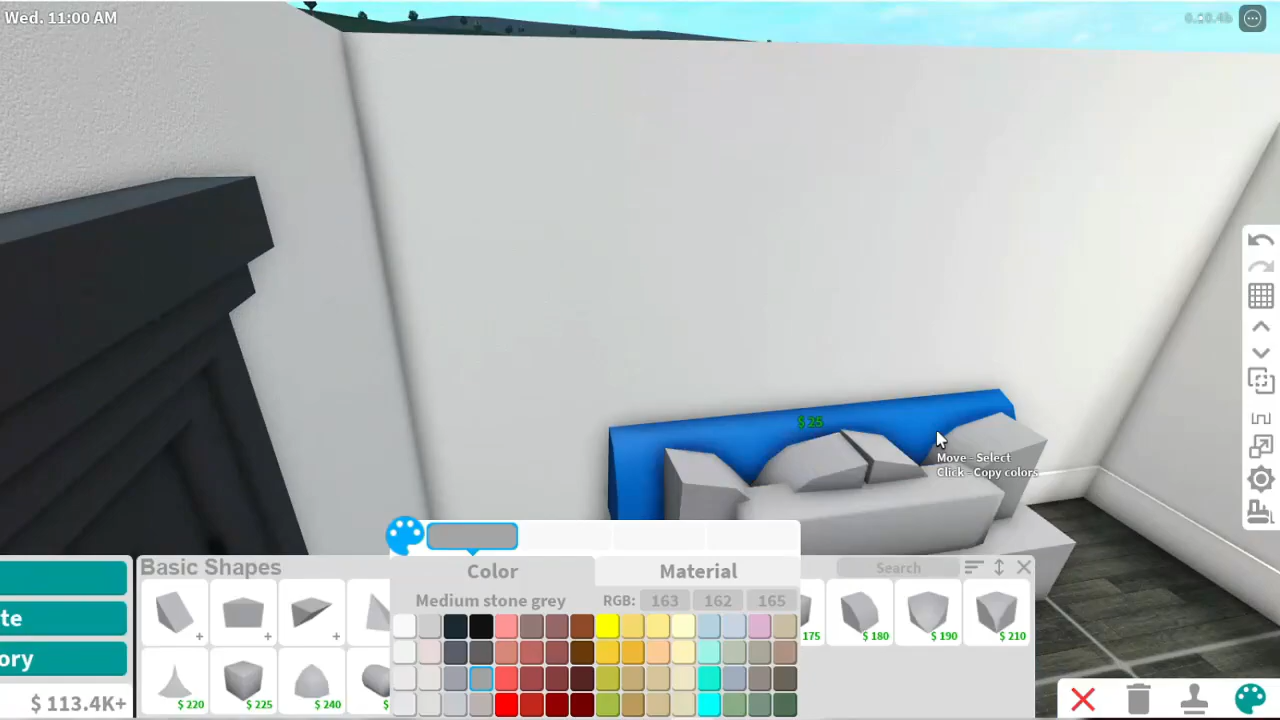 Wed. 11:00 AM
$ 25
Move - Select
Click - Copy colors
Basic Shapes
Search
Color
Material
Medium stone grey
RGB: 163 162 165
te
ory
$ 113.4K+
175
$ 180
$ 190
$ 210
$ 220
$ 225
$ 240
$